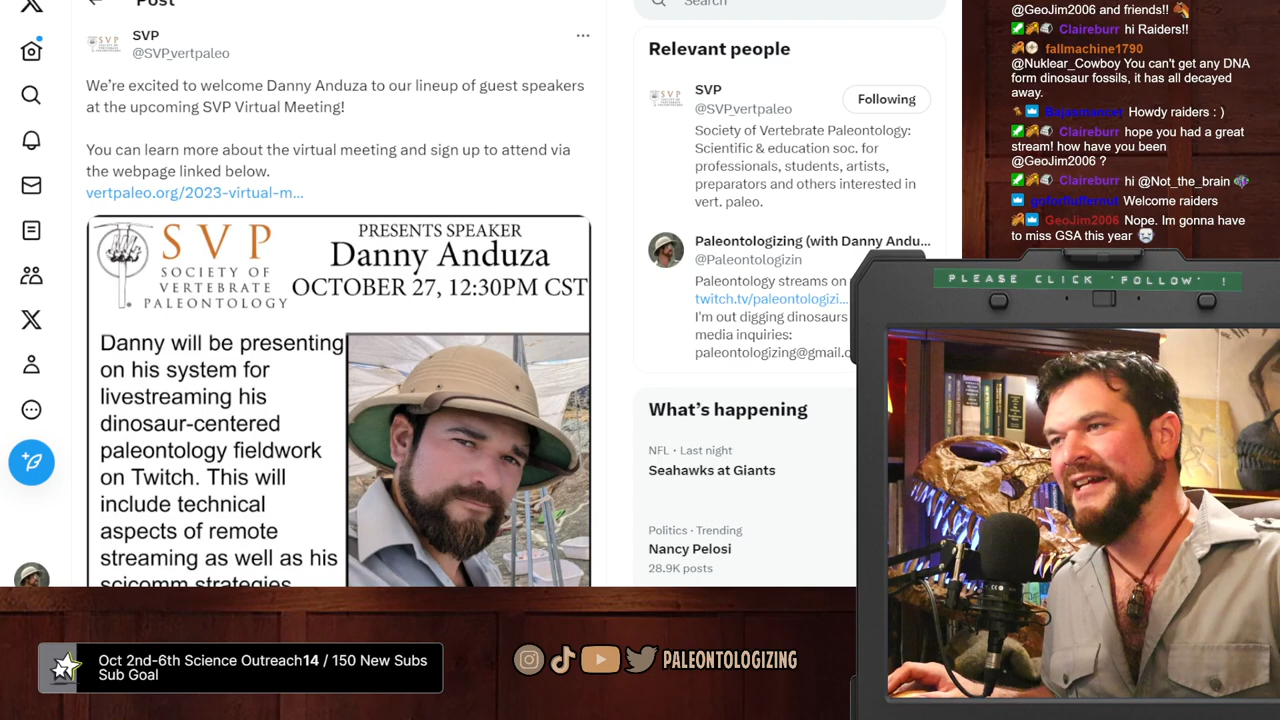 Post
Search
SVP
@SVP_vertpaleo
We're excited to welcome Danny Anduza to our lineup of guest speakers
at the upcoming SVP Virtual Meeting!
You can learn more about the virtual meeting and sign up to attend via
the webpage linked below.
vertpaleo.org/2023-virtual-m...
SVP
SOCIETY OF
VERTEBRATE
PALEONTOLOGY
PRESENTS SPEAKER
Danny Anduza
OCTOBER 27, 12:30PM CST
Danny will be presenting
on his system for
livestreaming his
dinosaur-centered
paleontology fieldwork
on Twitch. This will
include technical
aspects of remote
streaming as well as his
scicomm strategies
Relevant people
SVP
@SVP_vertpaleo
Following
Society of Vertebrate Paleontology:
Scientific & education soc. for
professionals, students, artists,
preparators and others interested in
vert. paleo.
Paleontologizing (with Danny Andu...
@Paleontologizin
Paleontology streams on
twitch.tv/paleontologizi...
I'm out digging dinosaurs
media inquiries:
paleontologizing@gmail.c
What's happening
NFL · Last night
Seahawks at Giants
Politics · Trending
Nancy Pelosi
28.9K posts
@GeoJim2006 and friends!!
Claireburr hi Raiders!!
fallmachine1790
@Nuklear_Cowboy You can't get any DNA
form dinosaur fossils, it has all decayed
away.
Howdy raiders : )
Claireburr hope you had a great
stream! how have you been
@GeoJim2006 ?
Claireburr hi @Not_the_brain
goforfluffernut Welcome raiders
GeoJim2006 Nope. Im gonna have
to miss GSA this year
PLEASE CLICK 'FOLLOW' !
Oct 2nd-6th Science Outreach14 / 150 New Subs
Sub Goal
PALEONTOLOGIZING